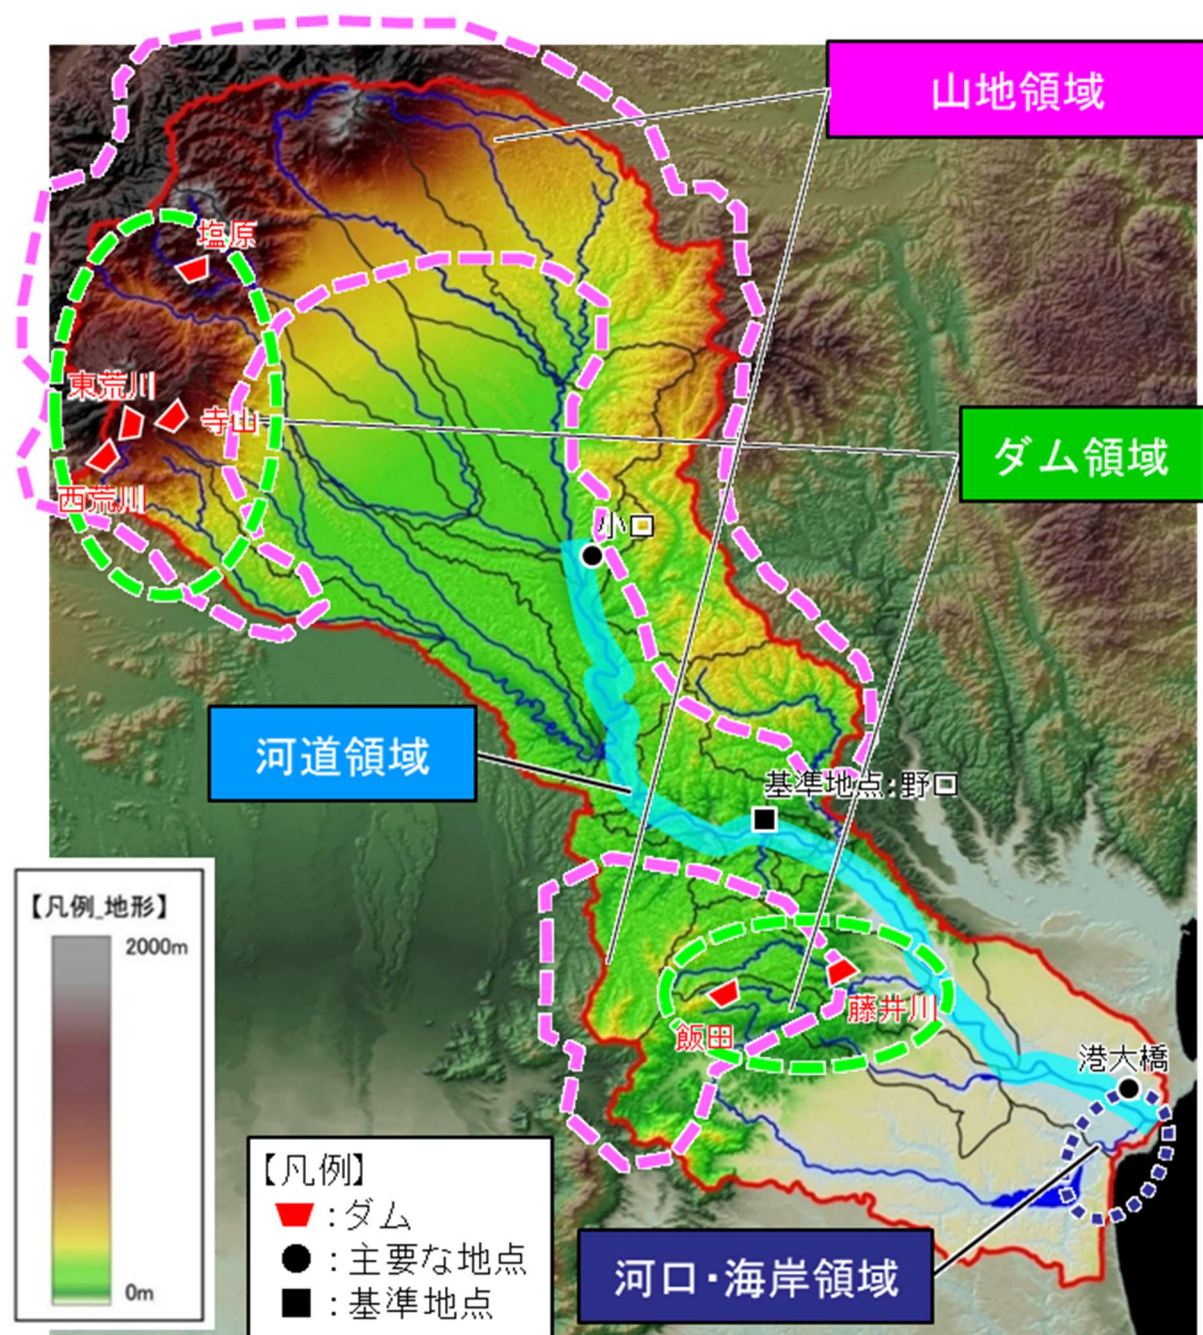 山地領域
塩原
東荒川
寺山
西荒川
ダム領域
小口
河道領域
基準地点:野口
藤井川
飯田
港大橋
河口・海岸領域
【凡例_地形】
2000m
0m
【凡例】
:ダム
:主要な地点
:基準地点